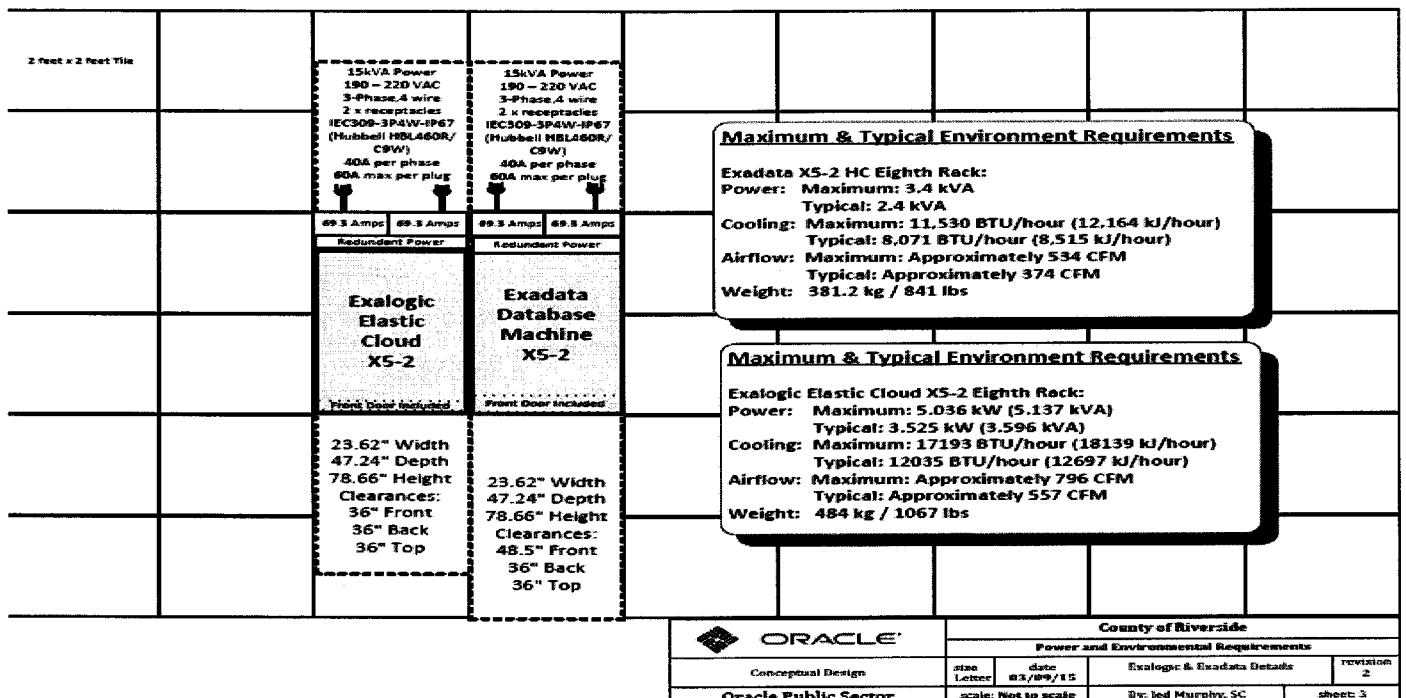 2 feet x 2 feet Tile
15kVA Power
190 – 220 VAC
3-Phase,4 wire
2 x receptacles
IEC309-3P4W-IP67
(Hubbell HBL460R/
C9W)
40A per phase
60A max per plug
15kVA Power
190 – 220 VAC
3-Phase,4 wire
2 x receptacles
IEC309-3P4W-IP67
(Hubbell HBL460R/
C9W)
40A per phase
60A max per plug
69.3 Amps 69.3 Amps
69.3 Amps 69.3 Amps
Redundent Power
Redundent Power
Exalogic
Elastic
Cloud
X5-2
Exadata
Database
Machine
X5-2
Front Door Included
Front Door Included
23.62" Width
47.24" Depth
78.66" Height
Clearances:
36" Front
36" Back
36" Top
23.62" Width
47.24" Depth
78.66" Height
Clearances:
48.5" Front
36" Back
36" Top
Maximum & Typical Environment Requirements
Exadata X5-2 HC Eighth Rack:
Power: Maximum: 3.4 kVA
Typical: 2.4 kVA
Cooling: Maximum: 11,530 BTU/hour (12,164 kJ/hour)
Typical: 8,071 BTU/hour (8,515 kJ/hour)
Airflow: Maximum: Approximately 534 CFM
Typical: Approximately 374 CFM
Weight: 381.2 kg / 841 lbs
Maximum & Typical Environment Requirements
Exalogic Elastic Cloud X5-2 Eighth Rack:
Power: Maximum: 5.036 kW (5.137 kVA)
Typical: 3.525 kW (3.596 kVA)
Cooling: Maximum: 17193 BTU/hour (18139 kJ/hour)
Typical: 12035 BTU/hour (12697 kJ/hour)
Airflow: Maximum: Approximately 796 CFM
Typical: Approximately 557 CFM
Weight: 484 kg / 1067 lbs
ORACLE'
Conceptual Design
Oracle Public Sector
County of Riverside
Power and Environmental Requirements
size Letter
date 03/09/15
Exalogic & Exadata Details
revision 2
scale: Not to scale
By: Jed Murphy, SC
sheet: 3